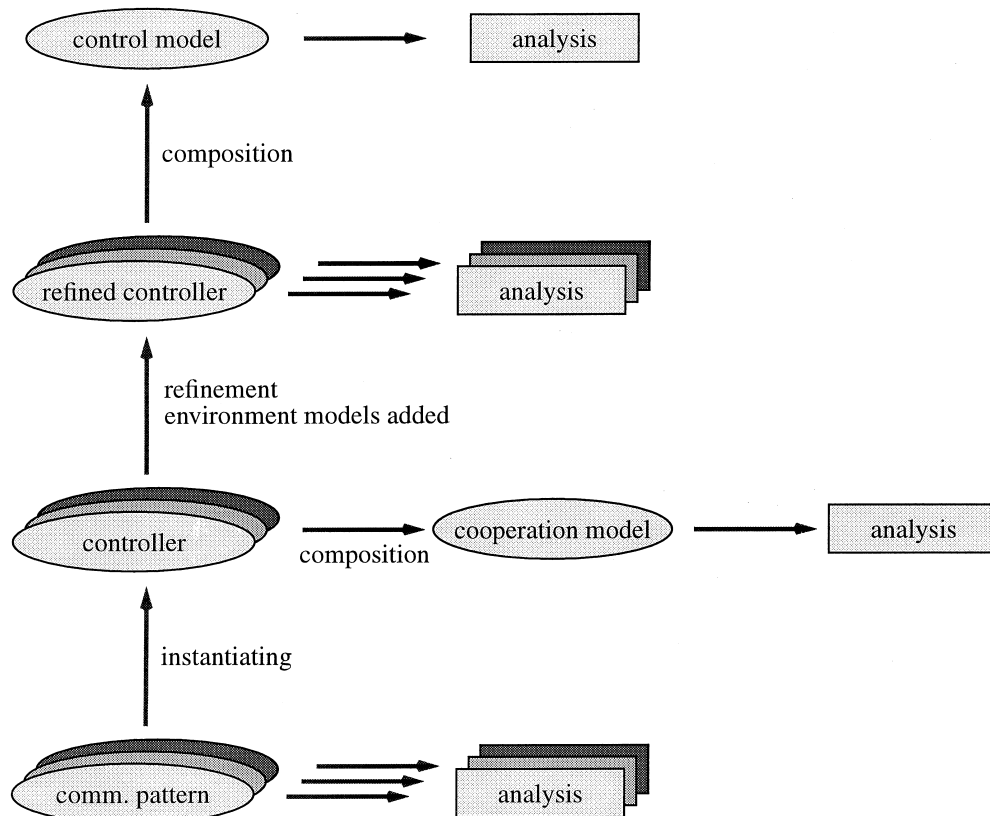 control model
analysis
composition
refined controller
analysis
refinement
environment models added
controller
composition
cooperation model
analysis
instantiating
comm. pattern
analysis